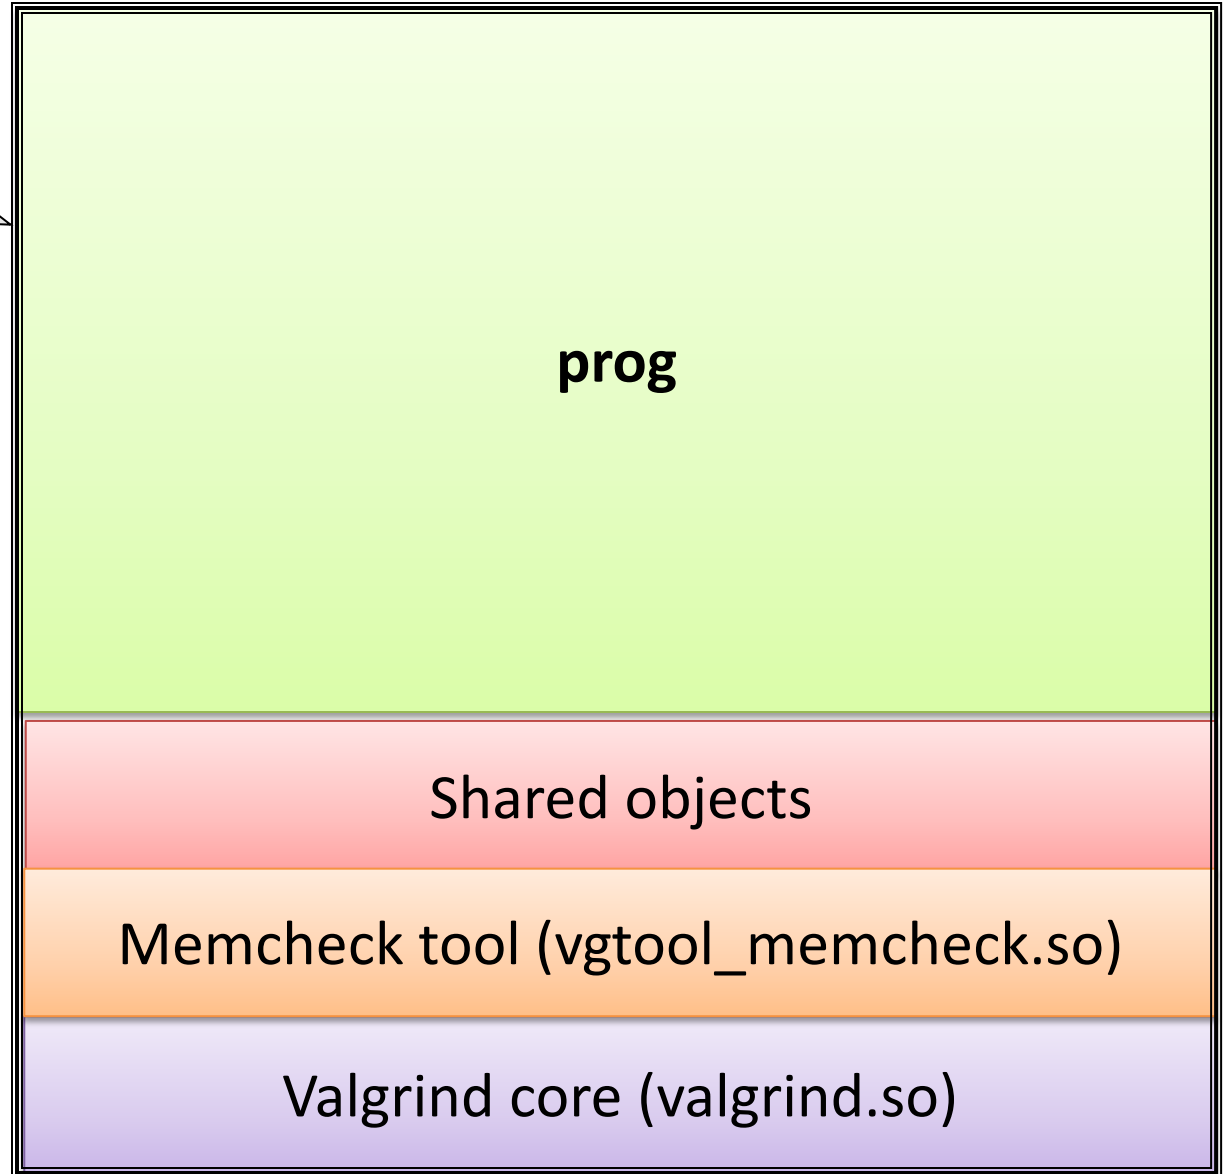 prog
Shared objects
Memcheck tool (vgtool_memcheck.so)
Valgrind core (valgrind.so)